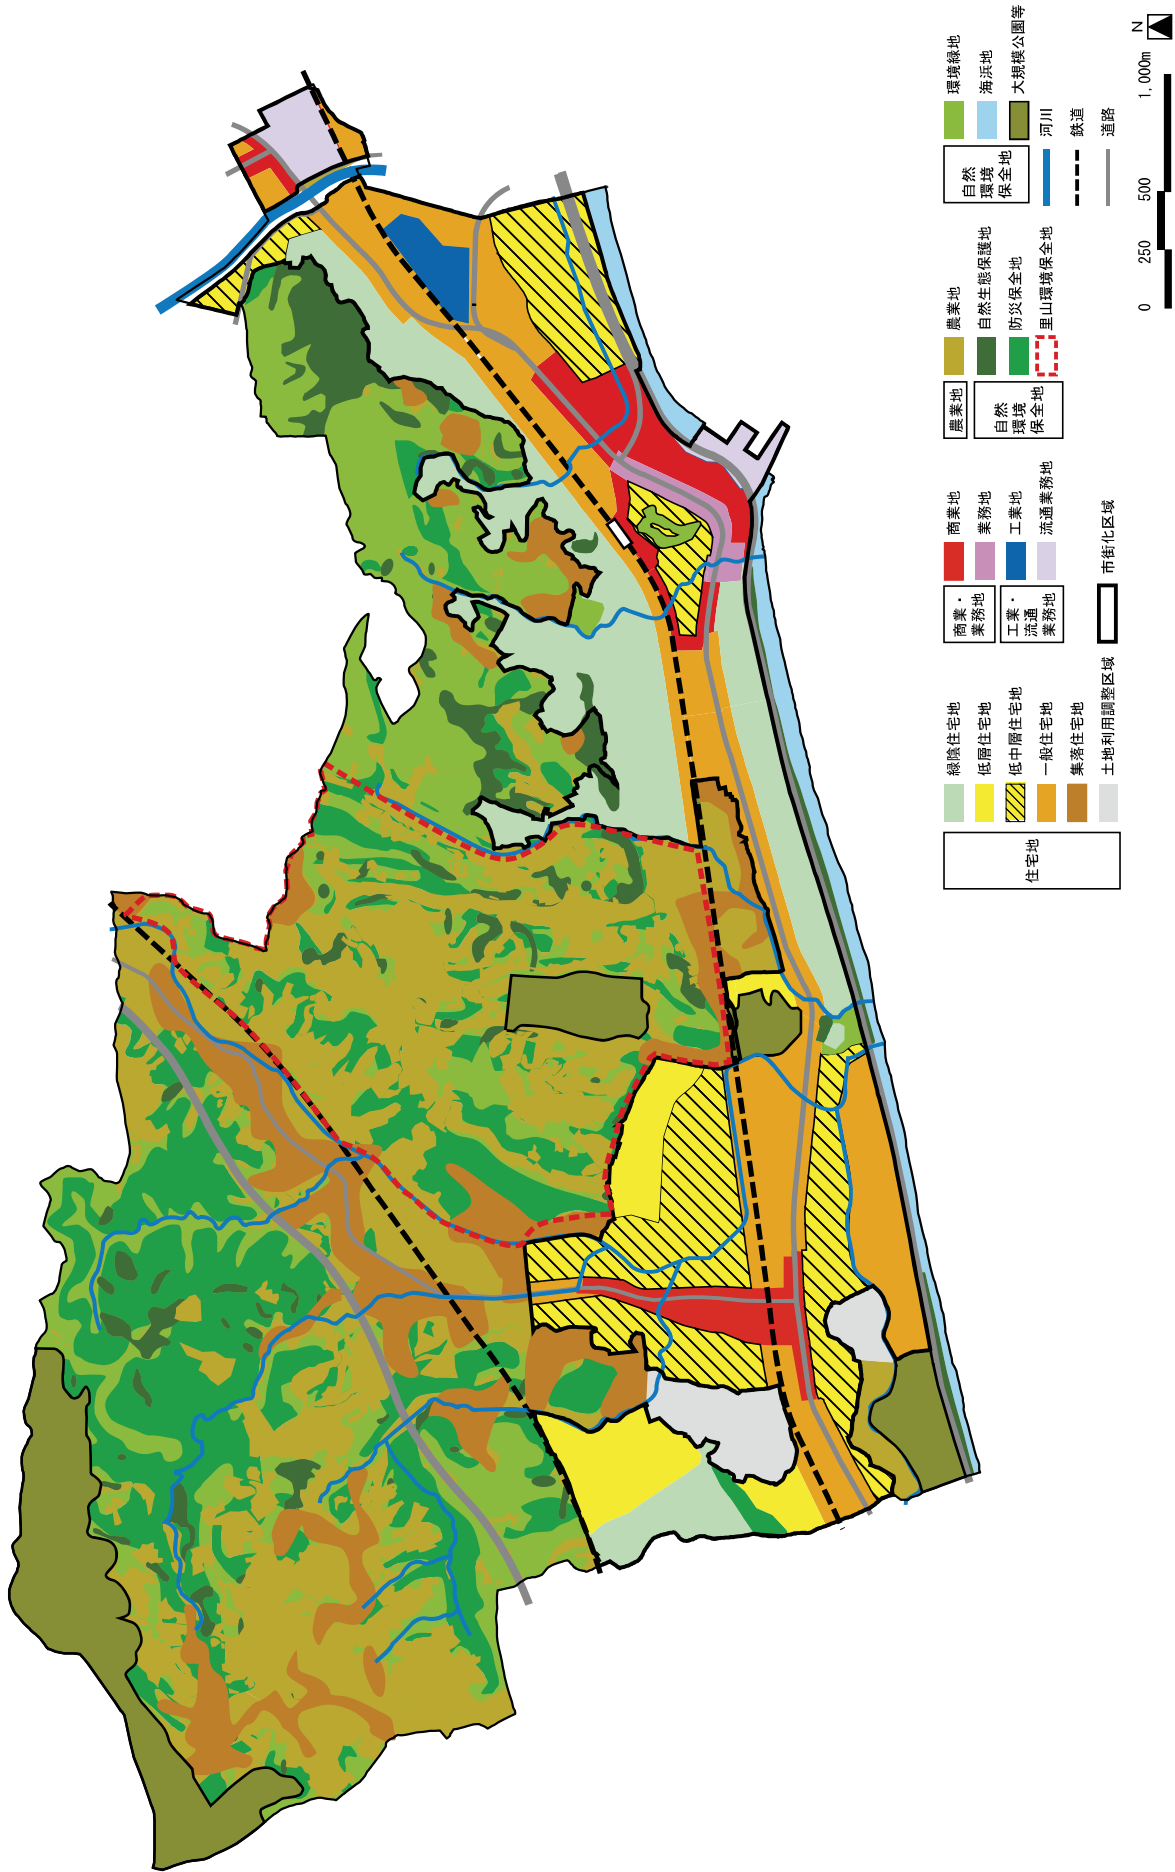 住宅地
緑陰住宅地
低層住宅地
低中層住宅地
一般住宅地
集落住宅地
土地利用調整区域
商業・
業務地
商業地
業務地
工業・
流通
業務地
工業地
流通業務地
市街化区域
農業地
農業地
自然
環境
保全地
自然生態保護地
防災保全地
里山環境保全地
自然
環境
保全地
環境緑地
海浜地
大規模公園等
河川
鉄道
道路
0 250 500 1,000m
N